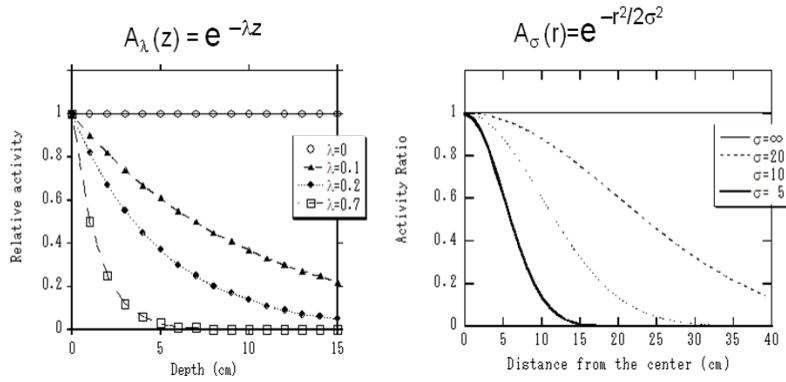 A_λ(z) = e^−λz
Relative activity
1
0.8
0.6
0.4
0.2
0
0 5 10 15
Depth (cm)
λ=0
λ=0.1
λ=0.2
λ=0.7
A_σ(r)=e^−r²/2σ²
Activity Ratio
1
0.8
0.6
0.4
0.2
0
0 5 10 15 20 25 30 35 40
Distance from the center (cm)
σ=∞
σ=20
σ=10
σ= 5